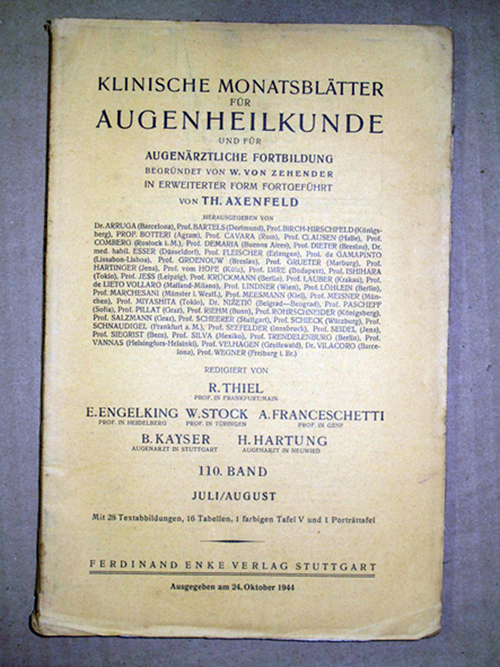 KLINISCHE MONATSBLÄTTER
FÜR
AUGENHEILKUNDE
UND FÜR
AUGENÄRZTLICHE FORTBILDUNG
BEGRÜNDET VON W. VON ZEHENDER
IN ERWEITERTER FORM FORTGEFÜHRT
VON TH. AXENFELD
HERAUSGEGEBEN VON
Dr. ARRUGA (Barcelona), Prof. BARTELS (Dortmund), Prof. BIRCH-HIRSCHFELD (Königs-
berg), PROP. BOTTERI (Agram), Prof. CAVARA (Rom), Prof. CLAUSEN (Halle), Prof.
COMBERG (Rostock i. M.), Prof. DEMARIA (Buenos Aires), Prof. DIETER (Breslau), Dr.
med. habil. ESSER (Düsseldorf), Prof. FLEISCHER (Erlangen), Prof. da GAMAPINTO
(Lissabon-Lisboa), Prof. GROENOUW (Breslau), Prof. GRUETER (Marburg), Prof.
HARTINGER (Jena), Prof. vom HOFE (Köln), Prof. IMRE (Budapest), Prof. ISHIHARA
(Tokio), Prof. JESS (Leipzig), Prof. KRÜCKMANN (Berlin), Prof. LAUBER (Krakau), Prof.
de LIETO VOLLARO (Mailand-Milano), Prof. LINDNER (Wien), Prof. LÖHLEIN (Berlin),
Prof. MARCHESANI (Münster i. Westf.), Prof. MEESMANN (Kiel), Prof. MEISNER (Mün-
chen), Prof. MIYASHITA (Tokio), Dr. NIŽETIĆ (Belgrad—Beograd), Prof. PASCHEFF
(Sofia), Prof. PILLAT (Graz), Prof. RIEHM (Bonn), Prof. ROHRSCHNEIDER (Königsberg),
Prof. SALZMANN (Graz), Prof. SCHEERER (Stuttgart), Prof. SCHIECK (Würzburg), Prof.
SCHNAUDIGEL (Frankfurt a. M.), Prof. SEEFELDER (Innsbruck), Prof. SEIDEL (Jena),
Prof. SIEGRIST (Bern), Prof. SILVA (Mexiko), Prof. TRENDELENBURG (Berlin), Prof.
VANNAS (Helsingfors-Helsinki), Prof. VELHAGEN (Greifswald), Dr. VILACORO (Barce-
lona), Prof. WEGNER (Freiburg i. Br.)
REDIGIERT VON
R. THIEL
PROF. IN FRANKFURT/MAIN
E. ENGELKING W. STOCK A. FRANCESCHETTI
PROF. IN HEIDELBERG PROF. IN TÜBINGEN PROF. IN GENF
B. KAYSER H. HARTUNG
AUGENARZT IN STUTTGART AUGENARZT IN NEUWIED
110. BAND
JULI/AUGUST
Mit 28 Textabbildungen, 16 Tabellen, 1 farbigen Tafel V und 1 Porträttafel
FERDINAND ENKE VERLAG STUTTGART
Ausgegeben am 24. Oktober 1944